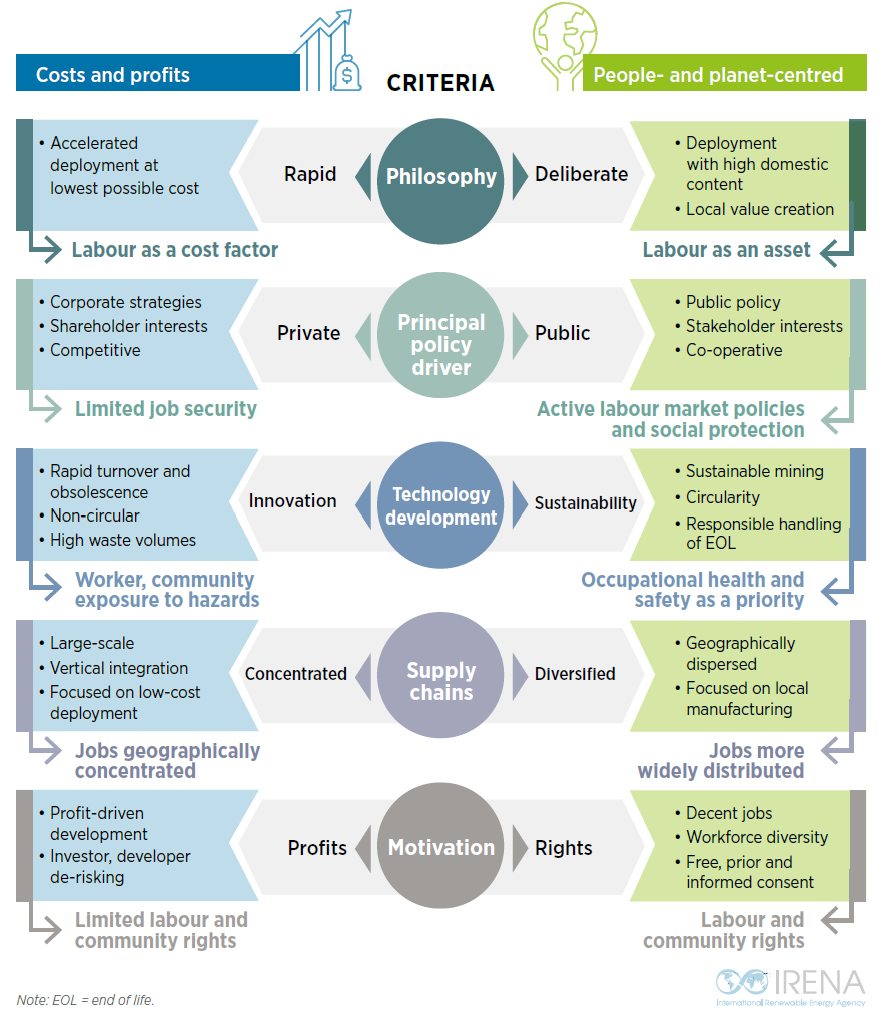 Costs and profits
$
CRITERIA
People- and planet-centred
• Accelerated
deployment at
lowest possible cost
Rapid
Philosophy
Deliberate
• Deployment
with high domestic
content
• Local value creation
Labour as a cost factor
Labour as an asset
• Corporate strategies
• Shareholder interests
• Competitive
Private
Principal
policy
driver
Public
• Public policy
• Stakeholder interests
• Co-operative
Limited job security
Active labour market policies
and social protection
• Rapid turnover and
obsolescence
• Non-circular
• High waste volumes
Innovation
Technology
development
Sustainability
• Sustainable mining
• Circularity
• Responsible handling
of EOL
Worker, community
exposure to hazards
Occupational health and
safety as a priority
• Large-scale
• Vertical integration
• Focused on low-cost
deployment
Concentrated
Supply
chains
Diversified
• Geographically
dispersed
• Focused on local
manufacturing
Jobs geographically
concentrated
Jobs more
widely distributed
• Profit-driven
development
• Investor, developer
de-risking
Profits
Motivation
Rights
• Decent jobs
• Workforce diversity
• Free, prior and
informed consent
Limited labour and
community rights
Labour and
community rights
Note: EOL = end of life.
IRENA
International Renewable Energy Agency